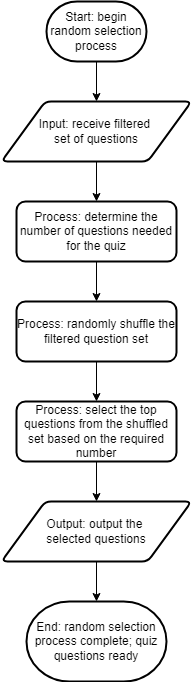 Start: begin
random selection
process
Input: receive filtered
set of questions
Process: determine the
number of questions needed
for the quiz
Process: randomly shuffle the
filtered question set
Process: select the top
questions from the shuffled
set based on the required
number
Output: output the
selected questions
End: random selection
process complete; quiz
questions ready